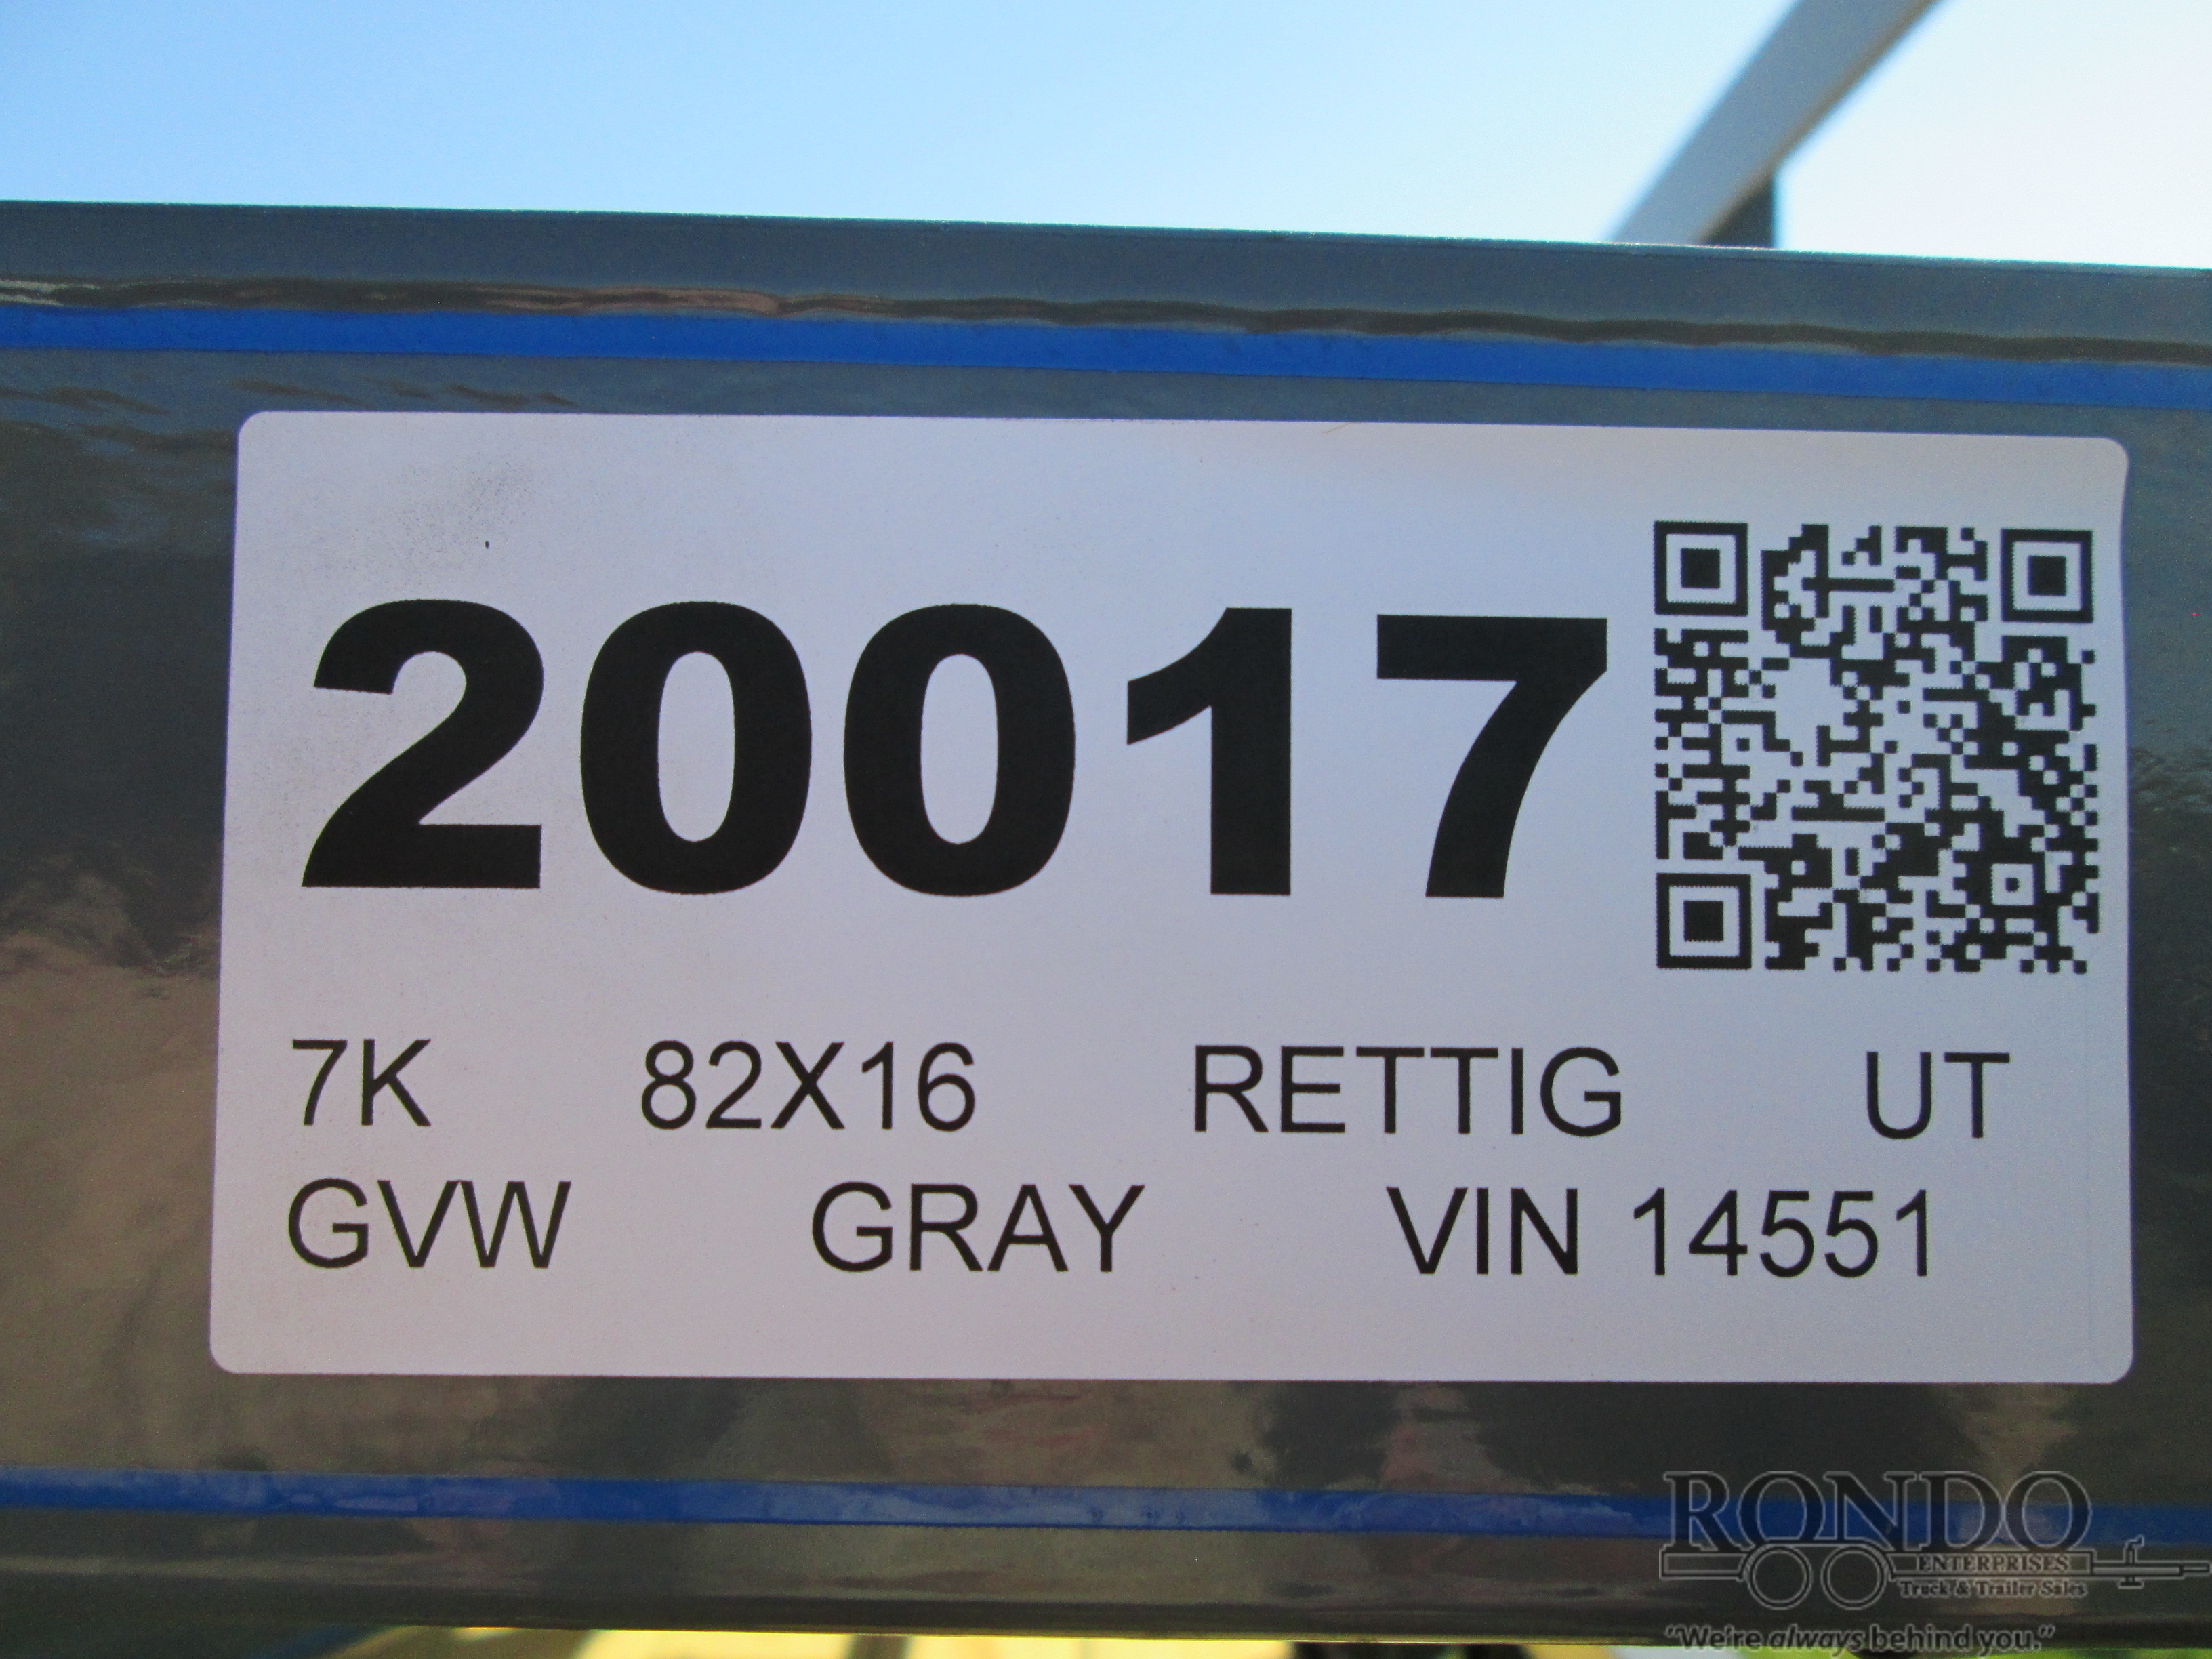 20017
7K 82X16 RETTIG UT
GVW GRAY VIN 14551
RONDO
ENTERPRISES
Truck & Trailer Sales
"We're always behind you."